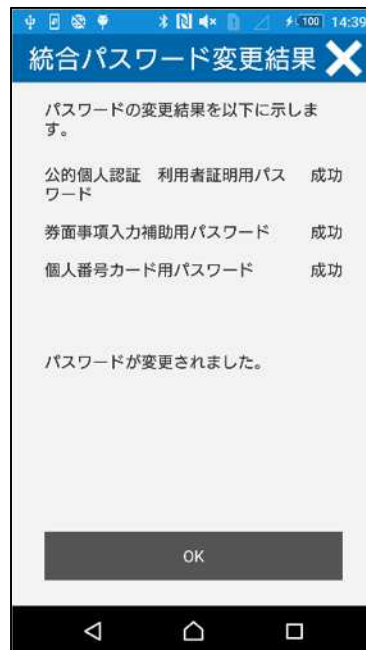 100 14:39
統合パスワード変更結果
パスワードの変更結果を以下に示しま
す。
公的個人認証 利用者証明用パス 成功
ワード
券面事項入力補助用パスワード 成功
個人番号カード用パスワード 成功
パスワードが変更されました。
OK